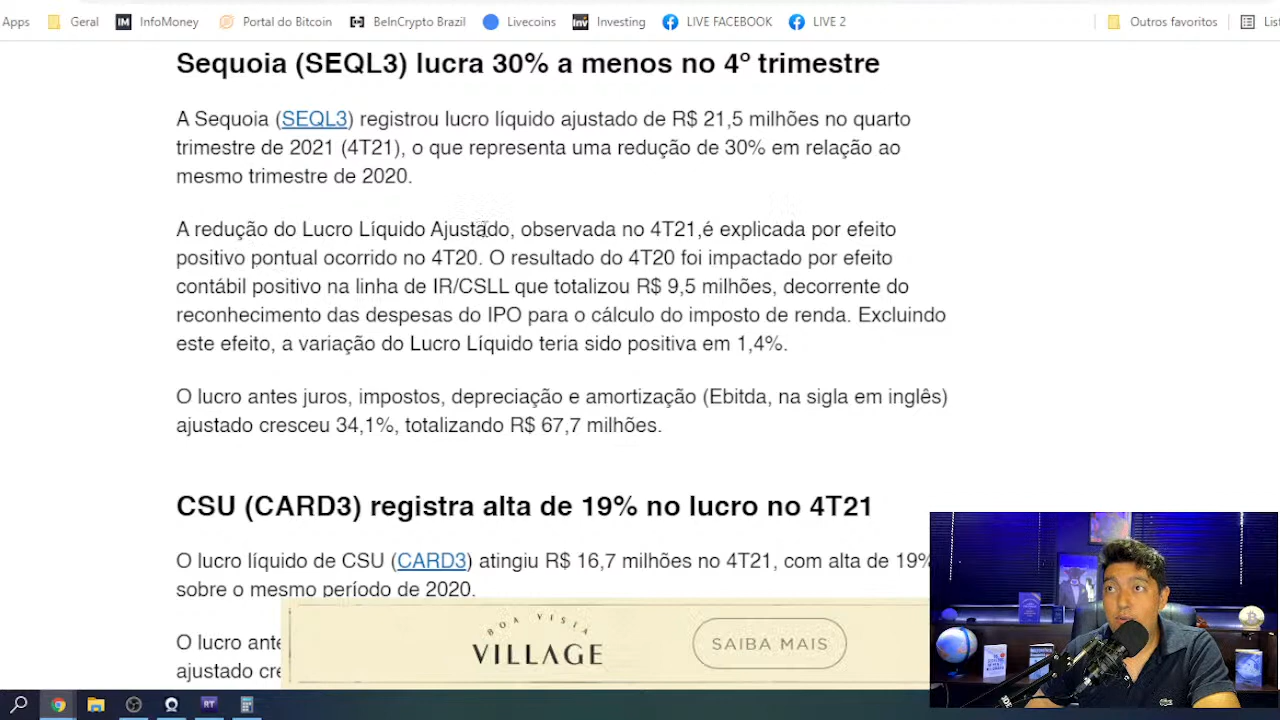 Apps Geral InfoMoney Portal do Bitcoin BeInCrypto Brazil Livecoins Investing LIVE FACEBOOK LIVE 2 Outros favoritos
Sequoia (SEQL3) lucra 30% a menos no 4º trimestre
A Sequoia (SEQL3) registrou lucro líquido ajustado de R$ 21,5 milhões no quarto
trimestre de 2021 (4T21), o que representa uma redução de 30% em relação ao
mesmo trimestre de 2020.
A redução do Lucro Líquido Ajustado, observada no 4T21,é explicada por efeito
positivo pontual ocorrido no 4T20. O resultado do 4T20 foi impactado por efeito
contábil positivo na linha de IR/CSLL que totalizou R$ 9,5 milhões, decorrente do
reconhecimento das despesas do IPO para o cálculo do imposto de renda. Excluindo
este efeito, a variação do Lucro Líquido teria sido positiva em 1,4%.
O lucro antes juros, impostos, depreciação e amortização (Ebitda, na sigla em inglês)
ajustado cresceu 34,1%, totalizando R$ 67,7 milhões.
CSU (CARD3) registra alta de 19% no lucro no 4T21
O lucro líquido de CSU (CARD3) atingiu R$ 16,7 milhões no 4T21, com alta de 19%
sobre o mesmo período de 2020.
O lucro ante
ajustado cre
BOA VISTA
VILLAGE
SAIBA MAIS